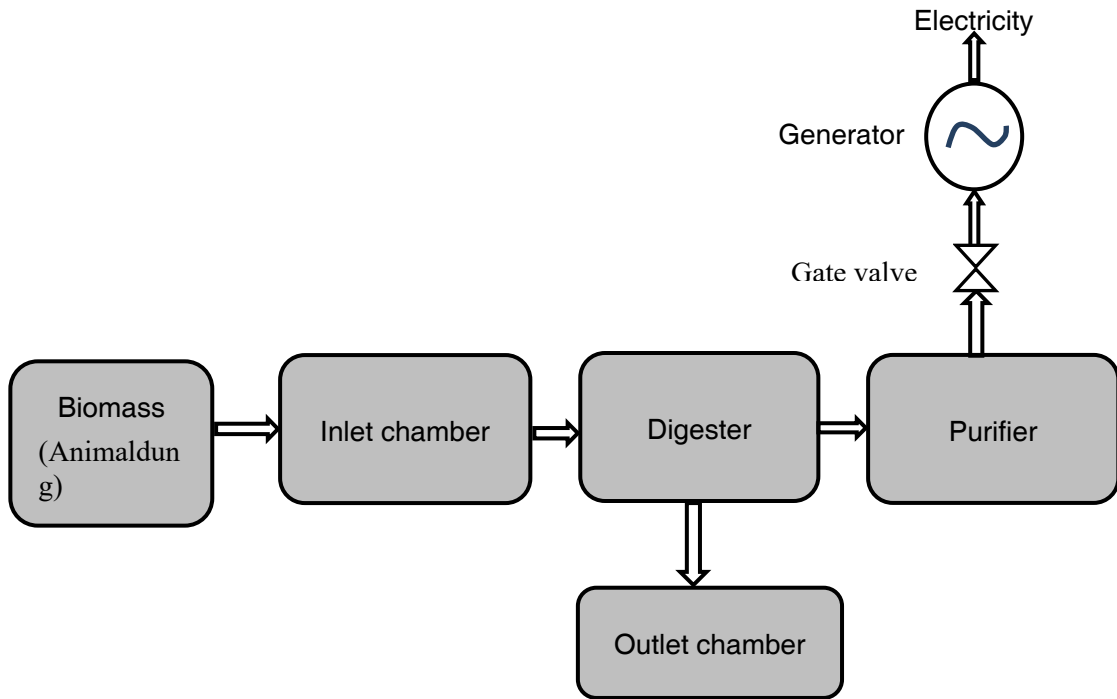 Electricity
Generator
Gate valve
Biomass
(Animaldun
g)
Inlet chamber
Digester
Purifier
Outlet chamber